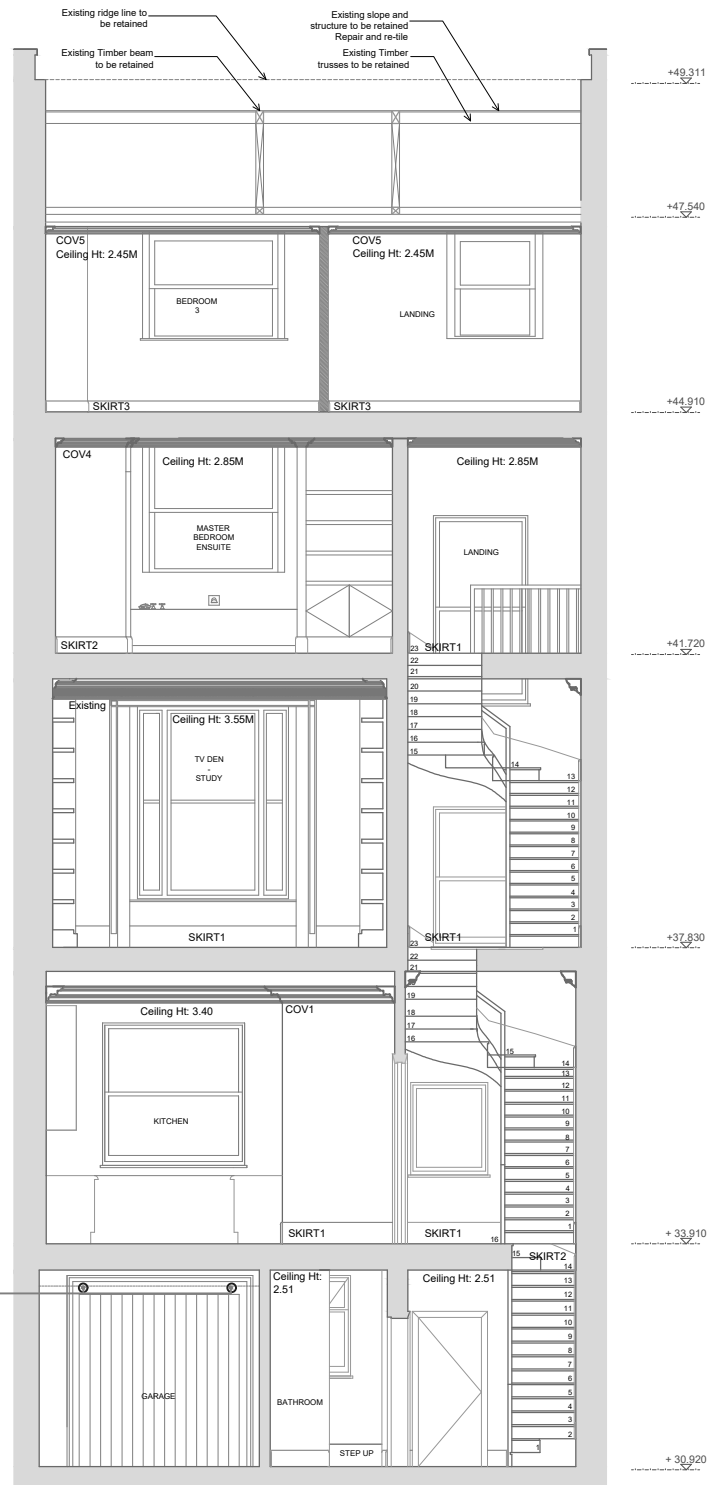 Existing ridge line to
be retained
Existing slope and
structure to be retained
Repair and re-tile
Existing Timber beam
to be retained
Existing Timber
trusses to be retained
+49.311
+47.540
COV5
Ceiling Ht: 2.45M
COV5
Ceiling Ht: 2.45M
BEDROOM
3
LANDING
SKIRT3
SKIRT3
+44.910
COV4
Ceiling Ht: 2.85M
Ceiling Ht: 2.85M
MASTER
BEDROOM
ENSUITE
LANDING
SKIRT2
23
SKIRT1
+41.720
22
21
20
19
18
17
16
15
14
13
12
11
10
9
8
7
6
5
4
3
2
1
Existing
Ceiling Ht: 3.55M
TV DEN
-
STUDY
SKIRT1
SKIRT1
+37.830
23
22
21
19
18
17
16
15
14
13
12
11
10
9
8
7
6
5
4
3
2
1
Ceiling Ht: 3.40
COV1
KITCHEN
SKIRT1
SKIRT1
16
+ 33.910
15
SKIRT2
14
13
12
11
10
9
8
7
6
5
4
3
2
1
Ceiling Ht:
2.51
Ceiling Ht: 2.51
GARAGE
BATHROOM
STEP UP
+ 30.920